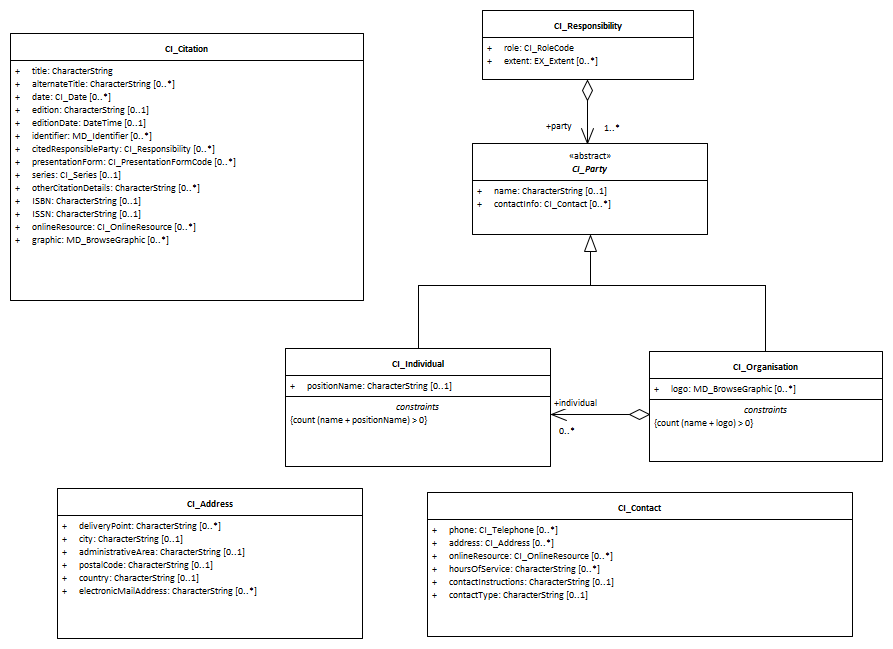 CI_Citation
+ title: CharacterString
+ alternateTitle: CharacterString [0..*]
+ date: CI_Date [0..*]
+ edition: CharacterString [0..1]
+ editionDate: DateTime [0..1]
+ identifier: MD_Identifier [0..*]
+ citedResponsibleParty: CI_Responsibility [0..*]
+ presentationForm: CI_PresentationFormCode [0..*]
+ series: CI_Series [0..1]
+ otherCitationDetails: CharacterString [0..*]
+ ISBN: CharacterString [0..1]
+ ISSN: CharacterString [0..1]
+ onlineResource: CI_OnlineResource [0..*]
+ graphic: MD_BrowseGraphic [0..*]
CI_Responsibility
+ role: CI_RoleCode
+ extent: EX_Extent [0..*]
+party 1..*
«abstract»
CI_Party
+ name: CharacterString [0..1]
+ contactInfo: CI_Contact [0..*]
CI_Individual
+ positionName: CharacterString [0..1]
constraints
{count (name + positionName) > 0}
+individual
0..*
CI_Organisation
+ logo: MD_BrowseGraphic [0..*]
constraints
{count (name + logo) > 0}
CI_Address
+ deliveryPoint: CharacterString [0..*]
+ city: CharacterString [0..1]
+ administrativeArea: CharacterString [0..1]
+ postalCode: CharacterString [0..1]
+ country: CharacterString [0..1]
+ electronicMailAddress: CharacterString [0..*]
CI_Contact
+ phone: CI_Telephone [0..*]
+ address: CI_Address [0..*]
+ onlineResource: CI_OnlineResource [0..*]
+ hoursOfService: CharacterString [0..*]
+ contactInstructions: CharacterString [0..1]
+ contactType: CharacterString [0..1]